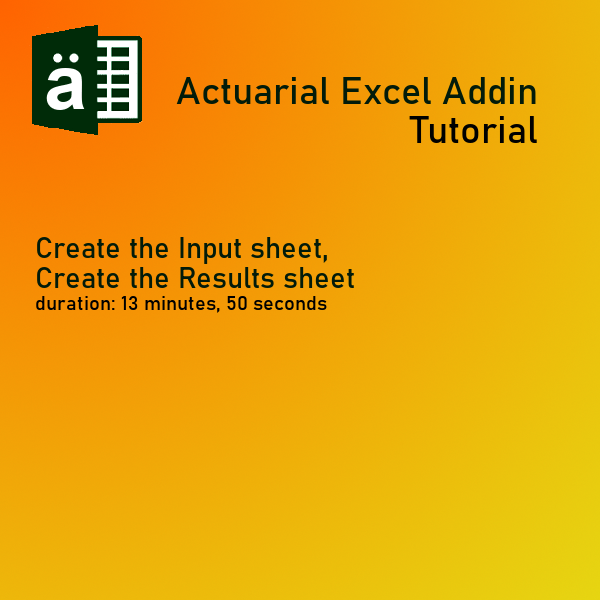 ä
Actuarial Excel Addin
Tutorial
Create the Input sheet,
Create the Results sheet
duration: 13 minutes, 50 seconds